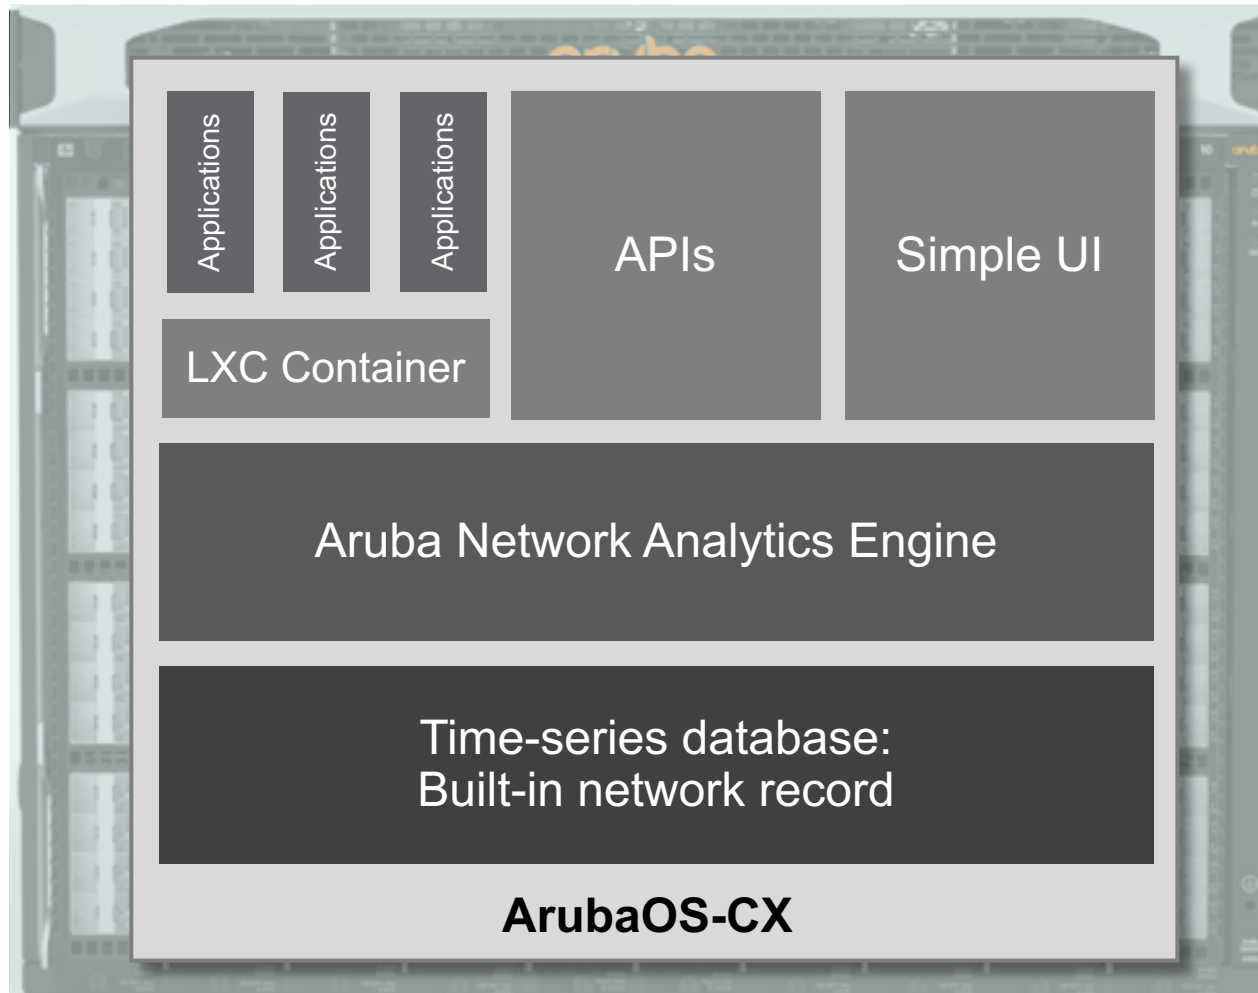 aruba
Applications
Applications
Applications
APIs
Simple UI
LXC Container
Aruba Network Analytics Engine
Time-series database:
Built-in network record
ArubaOS-CX